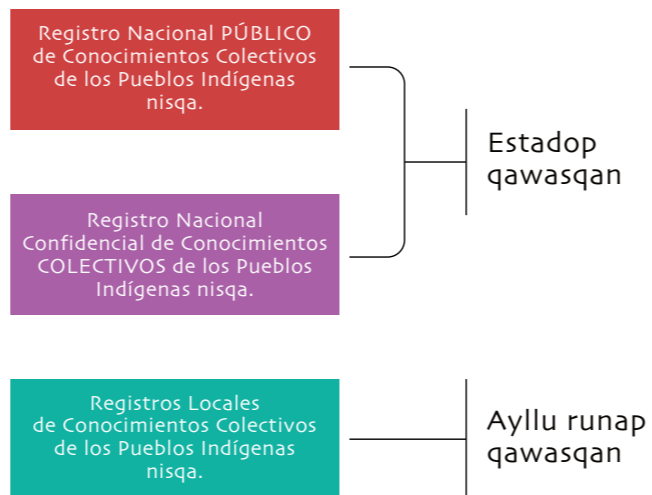 Registro Nacional PÚBLICO
de Conocimientos Colectivos
de los Pueblos Indígenas
nisqa.
Estadop
qawasqan
Registro Nacional
Confidencial de Conocimientos
COLECTIVOS de los Pueblos
Indígenas nisqa.
Registros Locales
de Conocimientos Colectivos
de los Pueblos Indígenas
nisqa.
Ayllu runap
qawasqan